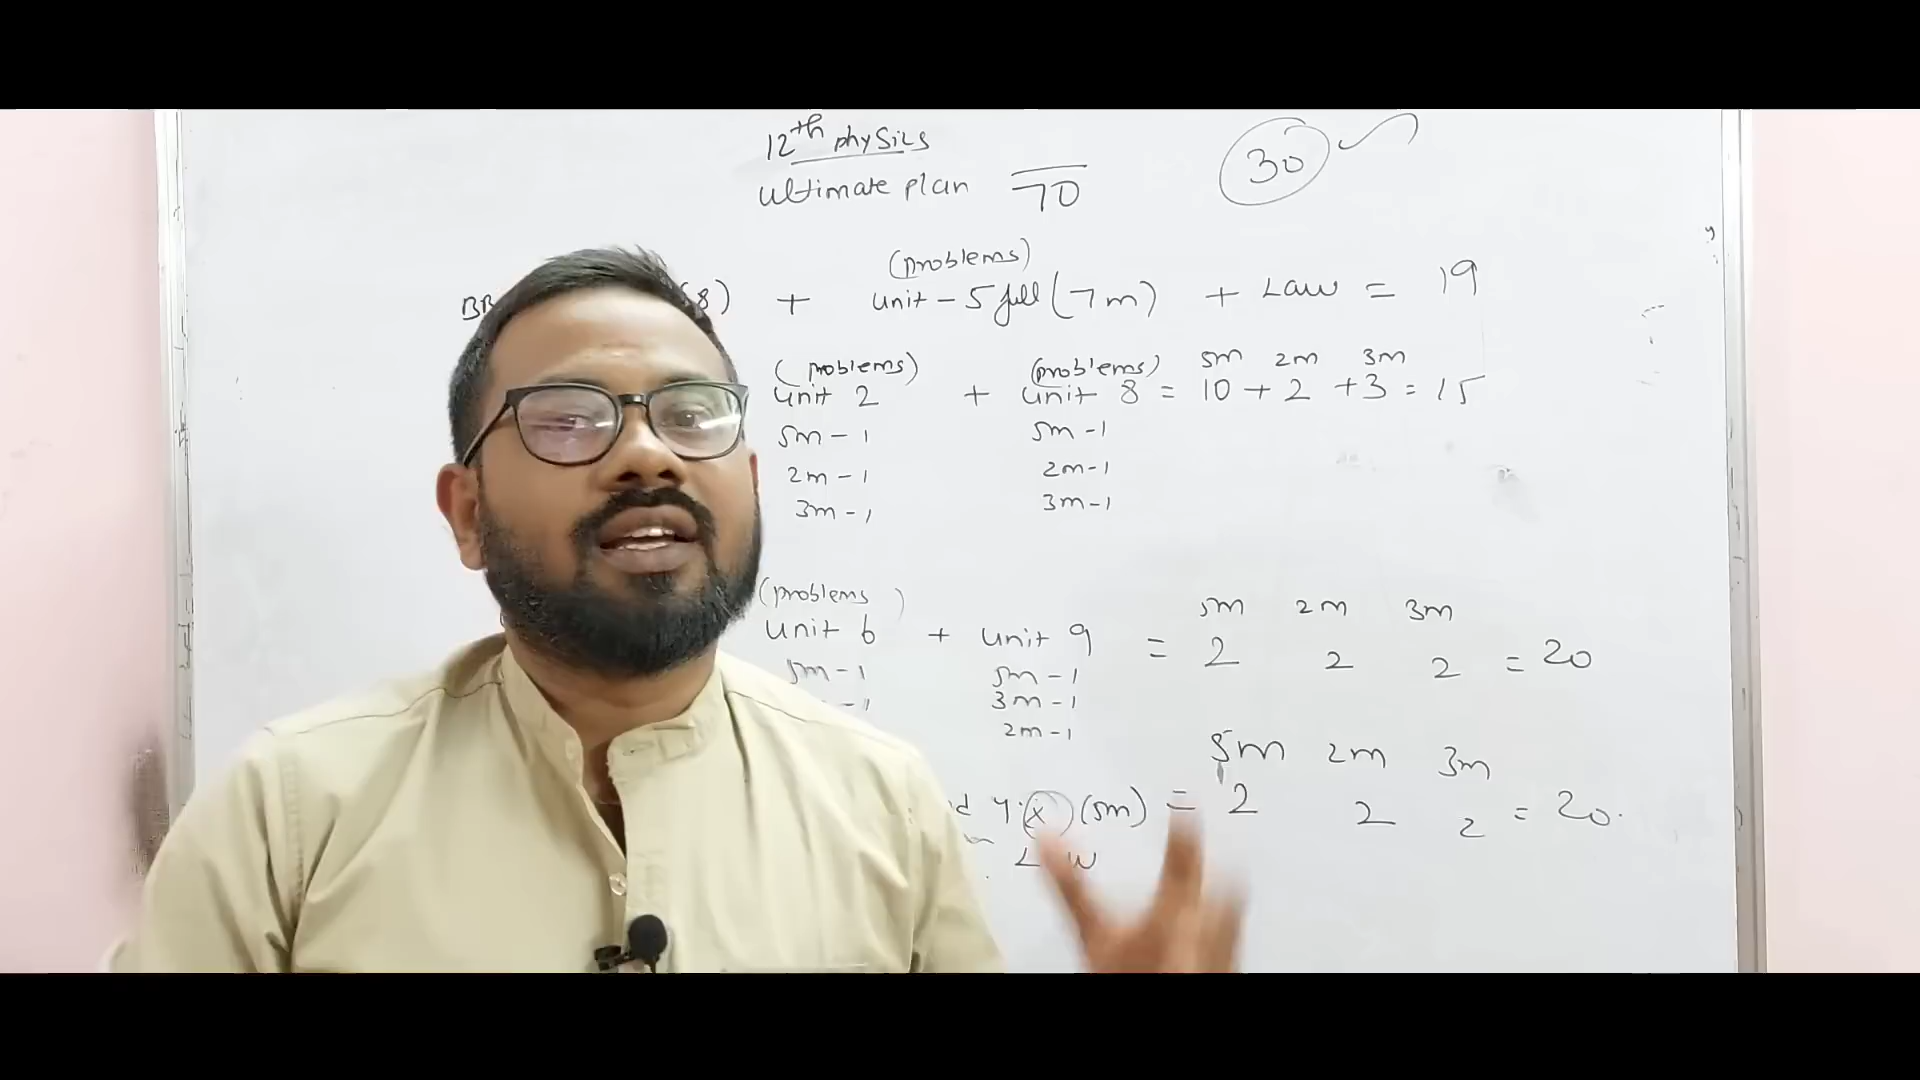 12th physics
ultimate plan 70
30
(problems)
8) + unit - 5 full (7m) + Law = 19
(problems) (problems) 5m 2m 3m
unit 2 + unit 8 = 10 + 2 + 3 = 15
5m - 1 5m - 1
2m - 1 2m - 1
3m - 1 3m - 1
(problems) 5m 2m 3m
unit 6 + unit 9 = 2 2 2 = 20
5m - 1 5m - 1
- 1 3m - 1
2m - 1
5m 2m 3m
x (5m) = 2 2 2 = 20.